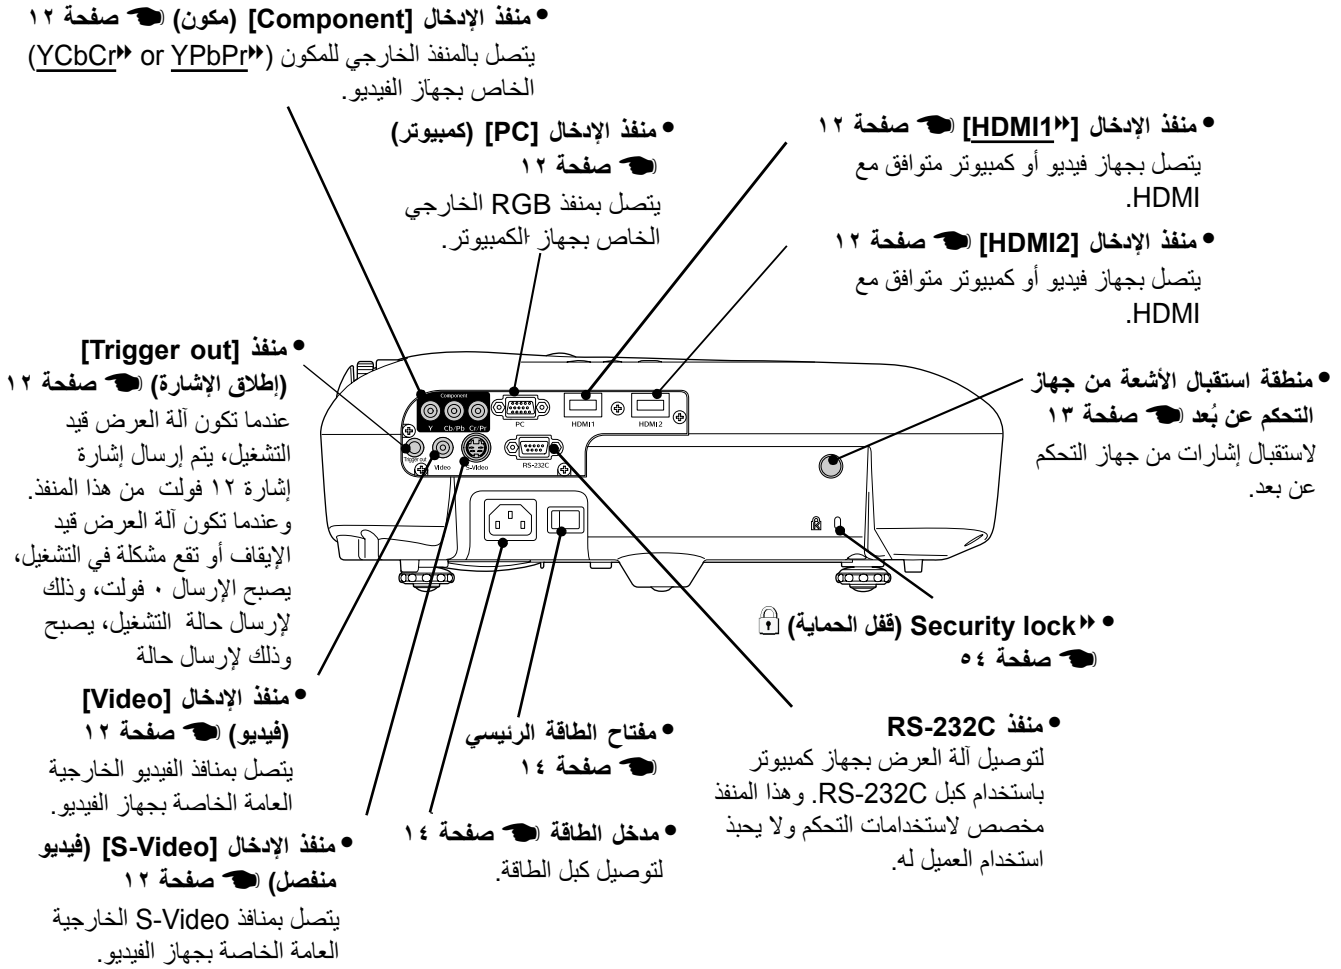 ● منفذ الإدخال [Component] (مكون) ☚ صفحة ١٢
يتصل بالمنفذ الخارجي للمكون (YCbCr or YPbPr)
الخاص بجهاز الفيديو.
● منفذ الإدخال [PC] (كمبيوتر)
☚ صفحة ١٢
يتصل بمنفذ RGB الخارجي
الخاص بجهاز الكمبيوتر.
● منفذ الإدخال [HDMI1] ☚ صفحة ١٢
يتصل بجهاز فيديو أو كمبيوتر متوافق مع
HDMI.
● منفذ الإدخال [HDMI2] ☚ صفحة ١٢
يتصل بجهاز فيديو أو كمبيوتر متوافق مع
HDMI.
● منطقة استقبال الأشعة من جهاز
التحكم عن بُعد ☚ صفحة ١٣
لاستقبال إشارات من جهاز التحكم
عن بعد.
● منفذ [Trigger out]
(إطلاق الإشارة) ☚ صفحة ١٢
عندما تكون آلة العرض قيد
التشغيل، يتم إرسال إشارة
إشارة ١٢ فولت من هذا المنفذ.
وعندما تكون آلة العرض قيد
الإيقاف أو تقع مشكلة في التشغيل،
يصبح الإرسال ٠ فولت، وذلك
لإرسال حالة التشغيل، يصبح
وذلك لإرسال حالة
Component
Y Cb/Pb Cr/Pr
PC
HDMI1
HDMI2
Trigger out
Video
S-Video
RS-232C
● Security lock (قفل الحماية)
☚ صفحة ٥٤
● منفذ الإدخال [Video]
(فيديو) ☚ صفحة ١٢
يتصل بمنافذ الفيديو الخارجية
العامة الخاصة بجهاز الفيديو.
● منفذ الإدخال [S-Video] (فيديو
منفصل) ☚ صفحة ١٢
يتصل بمنافذ S-Video الخارجية
العامة الخاصة بجهاز الفيديو.
● مفتاح الطاقة الرئيسي
☚ صفحة ١٤
● مدخل الطاقة ☚ صفحة ١٤
لتوصيل كبل الطاقة.
● منفذ RS-232C
لتوصيل آلة العرض بجهاز كمبيوتر
باستخدام كبل RS-232C. وهذا المنفذ
مخصص لاستخدامات التحكم ولا يحبذ
استخدام العميل له.